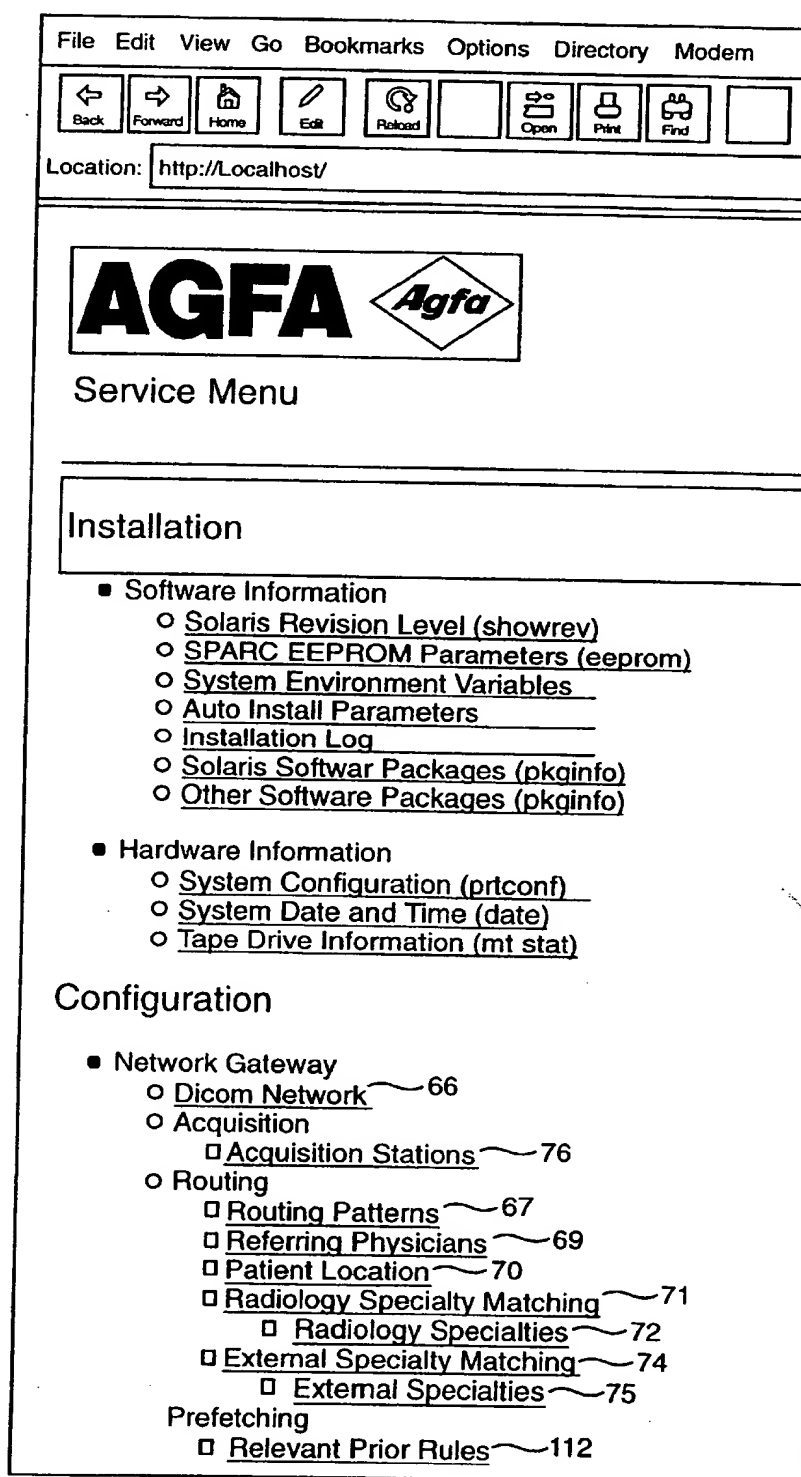 File Edit View Go Bookmarks Options Directory Modem
Back Forward Home Edit Reload Open Print Find
Location: http://Localhost/
AGFA Agfa
Service Menu
Installation
Software Information
Solaris Revision Level (showrev)
SPARC EEPROM Parameters (eeprom)
System Environment Variables
Auto Install Parameters
Installation Log
Solaris Softwar Packages (pkginfo)
Other Software Packages (pkginfo)
Hardware Information
System Configuration (prtconf)
System Date and Time (date)
Tape Drive Information (mt stat)
Configuration
Network Gateway
Dicom Network 66
Acquisition
Acquisition Stations 76
Routing
Routing Patterns 67
Referring Physicians 69
Patient Location 70
Radiology Specialty Matching 71
Radiology Specialties 72
External Specialty Matching 74
External Specialties 75
Prefetching
Relevant Prior Rules 112